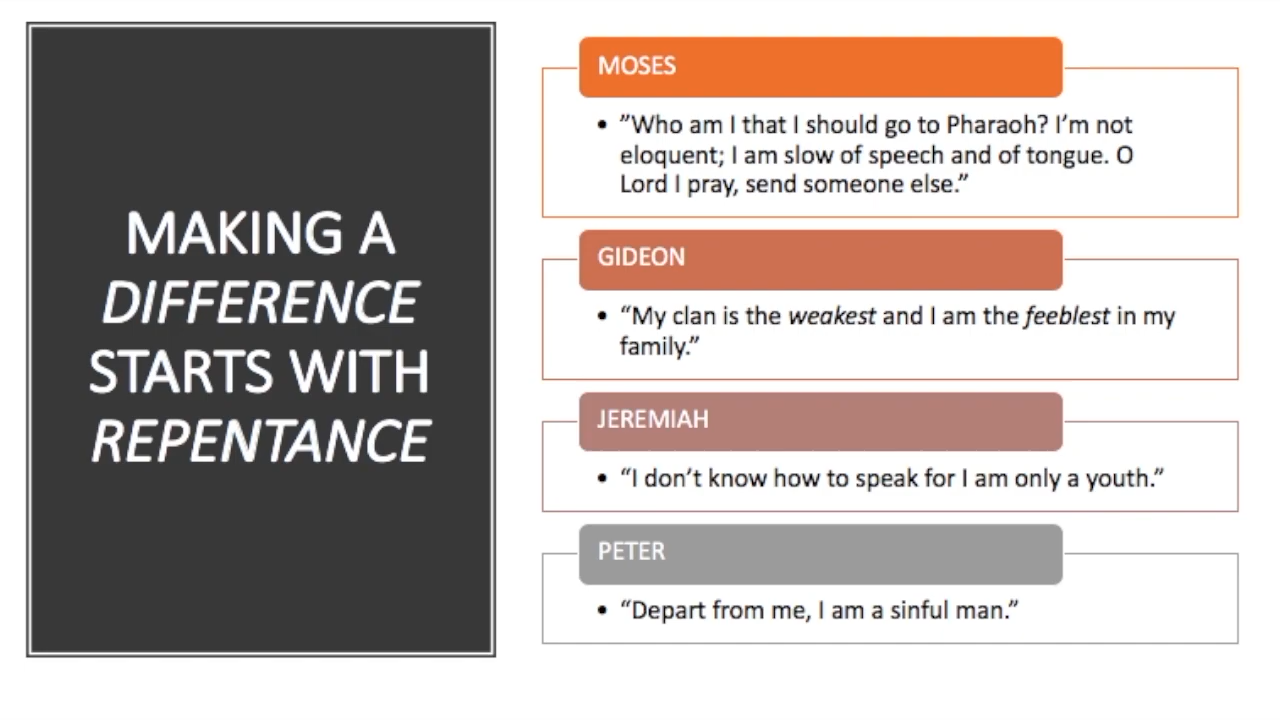 MAKING A
DIFFERENCE
STARTS WITH
REPENTANCE
MOSES
• ”Who am I that I should go to Pharaoh? I’m not
eloquent; I am slow of speech and of tongue. O
Lord I pray, send someone else.”
GIDEON
• “My clan is the weakest and I am the feeblest in my
family.”
JEREMIAH
• “I don’t know how to speak for I am only a youth.”
PETER
• “Depart from me, I am a sinful man.”